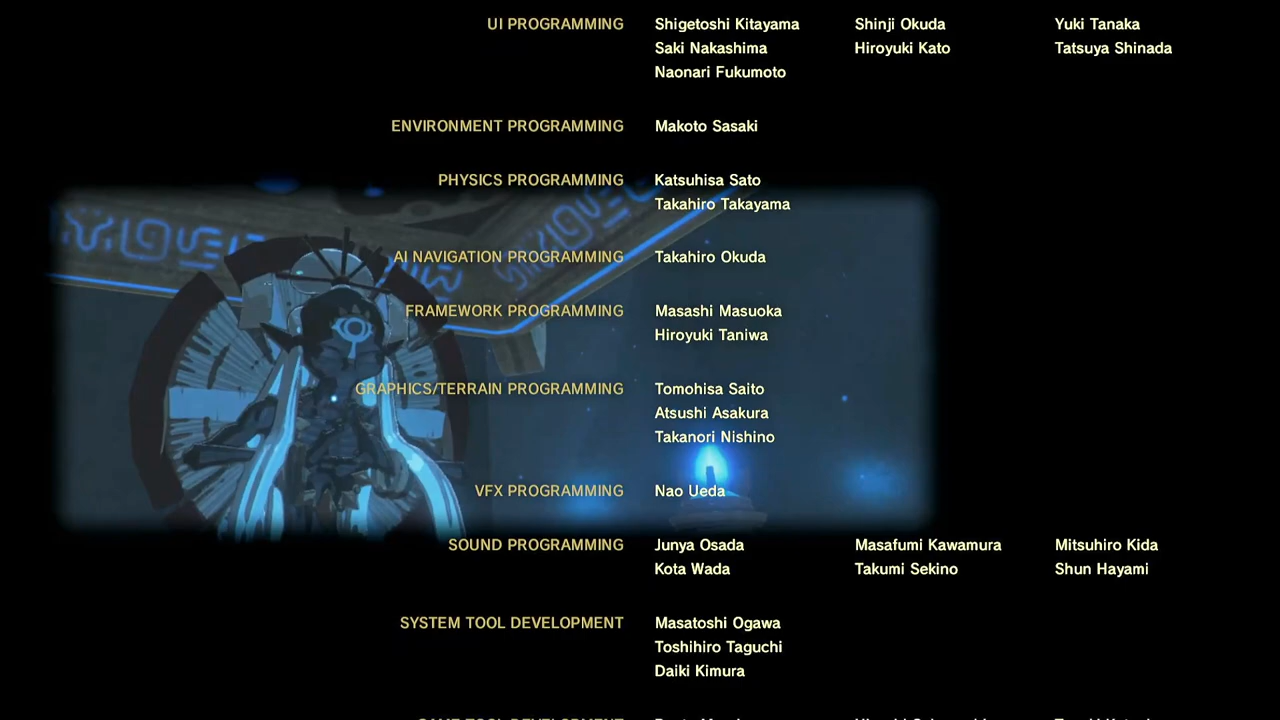 UI PROGRAMMING Shigetoshi Kitayama Shinji Okuda Yuki Tanaka
Saki Nakashima Hiroyuki Kato Tatsuya Shinada
Naonari Fukumoto
ENVIRONMENT PROGRAMMING Makoto Sasaki
PHYSICS PROGRAMMING Katsuhisa Sato
Takahiro Takayama
AI NAVIGATION PROGRAMMING Takahiro Okuda
FRAMEWORK PROGRAMMING Masashi Masuoka
Hiroyuki Taniwa
GRAPHICS/TERRAIN PROGRAMMING Tomohisa Saito
Atsushi Asakura
Takanori Nishino
VFX PROGRAMMING Nao Ueda
SOUND PROGRAMMING Junya Osada Masafumi Kawamura Mitsuhiro Kida
Kota Wada Takumi Sekino Shun Hayami
SYSTEM TOOL DEVELOPMENT Masatoshi Ogawa
Toshihiro Taguchi
Daiki Kimura